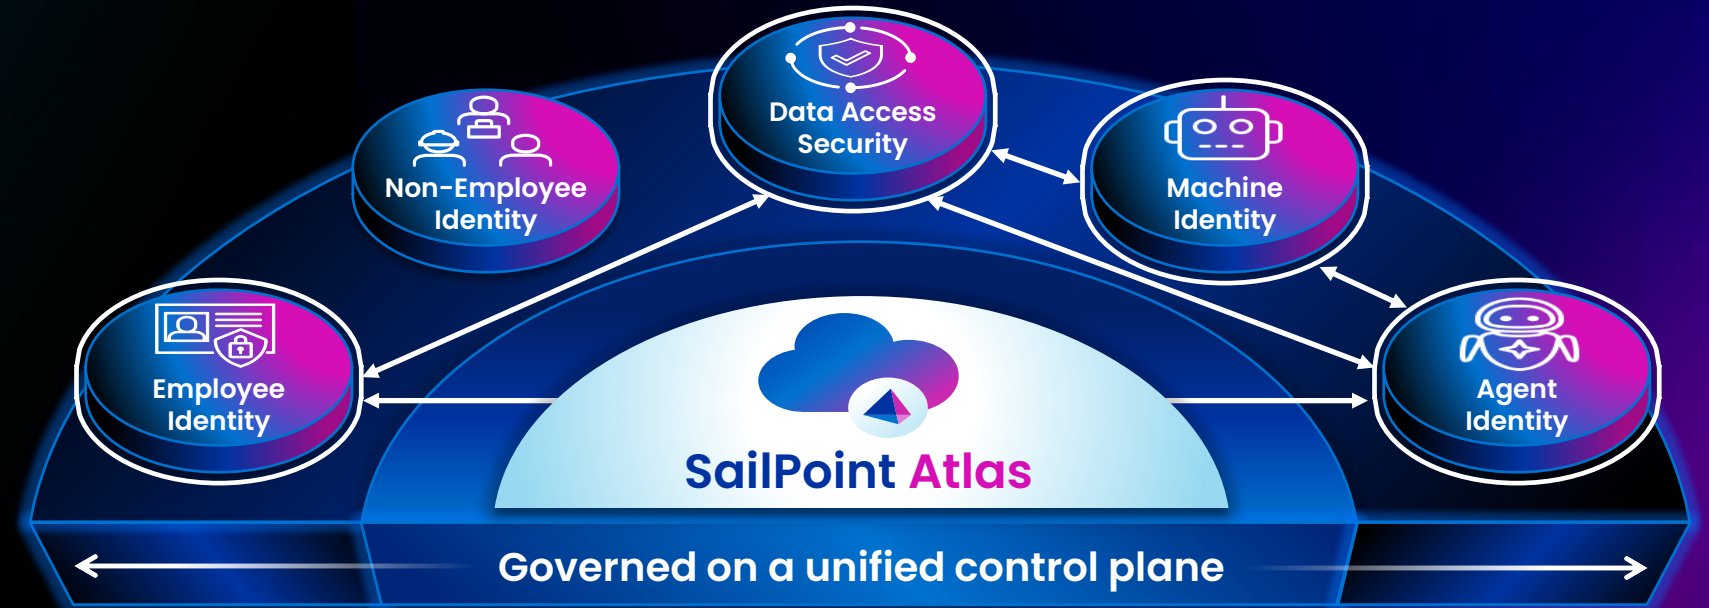 Data Access
Security
Non-Employee
Identity
Machine
Identity
Employee
Identity
Agent
Identity
SailPoint Atlas
Governed on a unified control plane